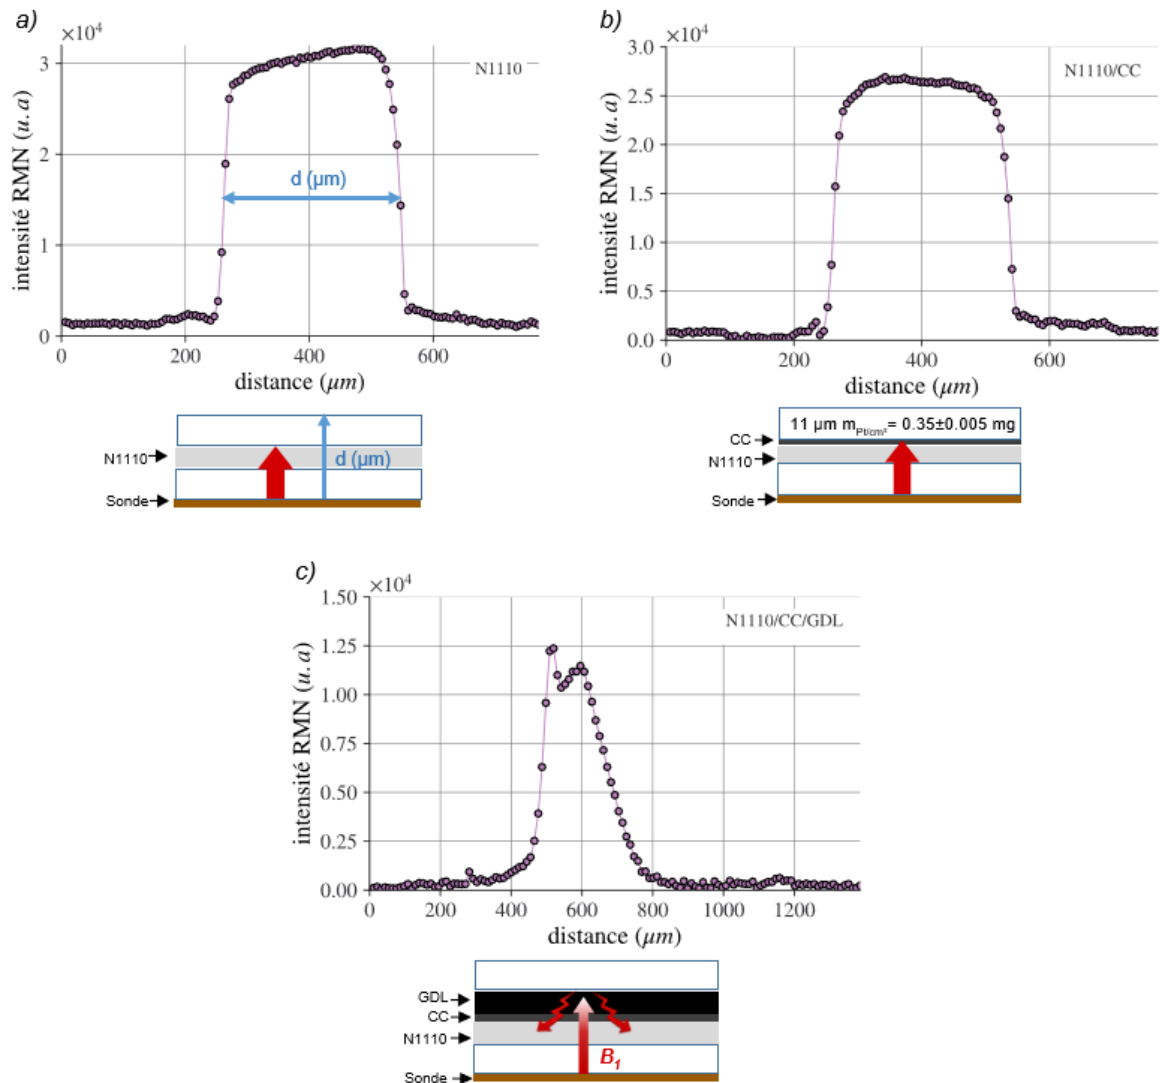 a)
×10⁴
N1110
intensité RMN (u. a)
3
2
1
0
d (µm)
0 200 400 600
distance (µm)
N1110
d (µm)
Sonde
b)
×10⁴
N1110/CC
intensité RMN (u. a)
3.0
2.5
2.0
1.5
1.0
0.5
0.0
0 200 400 600
distance (µm)
11 µm m_Pt/cm² = 0.35±0.005 mg
CC
N1110
Sonde
c)
×10⁴
N1110/CC/GDL
intensité RMN (u. a)
1.50
1.25
1.00
0.75
0.50
0.25
0.00
0 200 400 600 800 1000 1200
distance (µm)
GDL
CC
N1110
B₁
Sonde